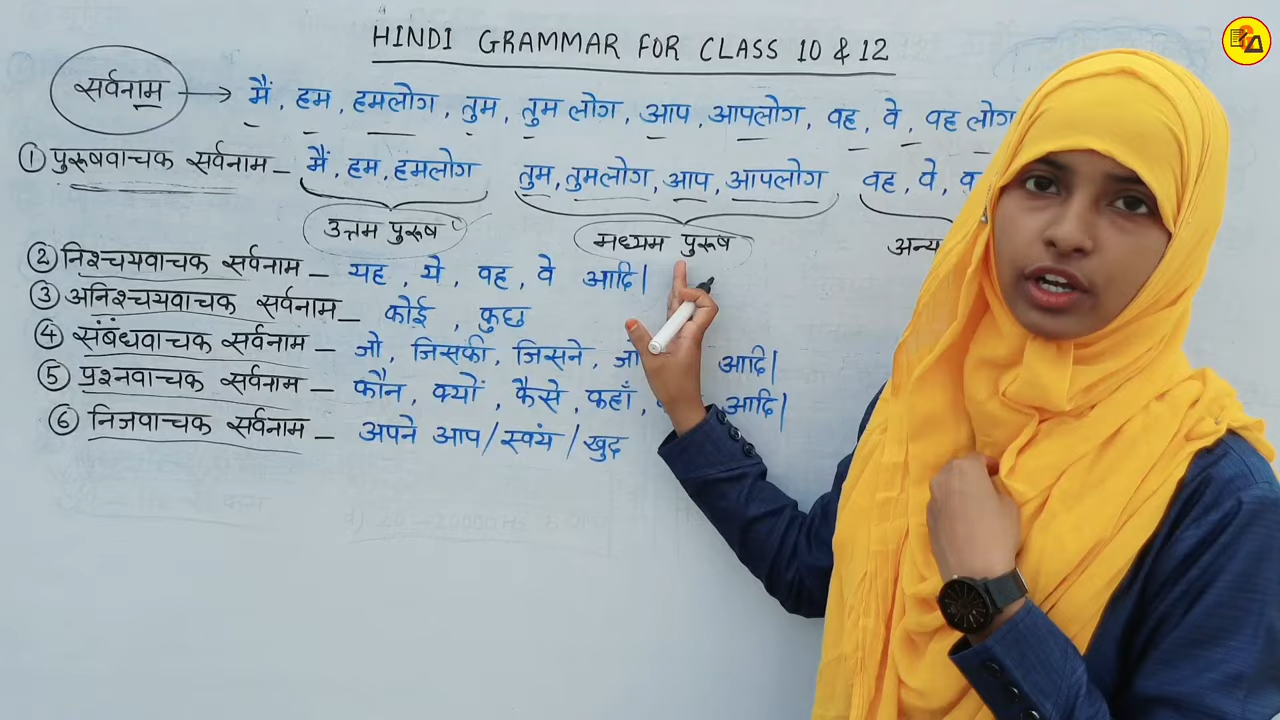 HINDI GRAMMAR FOR CLASS 10 & 12
सर्वनाम → मैं, हम, हमलोग, तुम, तुम लोग, आप, आपलोग, वह, वे, वह लोग
① पुरूषवाचक सर्वनाम - मैं, हम, हमलोग तुम, तुमलोग, आप, आपलोग वह, वे,
उत्तम पुरूष मध्यम पुरूष अन्य
② निश्चयवाचक सर्वनाम - यह, ये, वह, वे आदि।
③ अनिश्चयवाचक सर्वनाम - कोई, कुछ
④ संबंधवाचक सर्वनाम - जो, जिसकी, जिसने, आदि।
⑤ प्रश्नवाचक सर्वनाम - कौन, क्यों, कैसे, कहाँ, आदि।
⑥ निजवाचक सर्वनाम - अपने आप/स्वंय/खुद